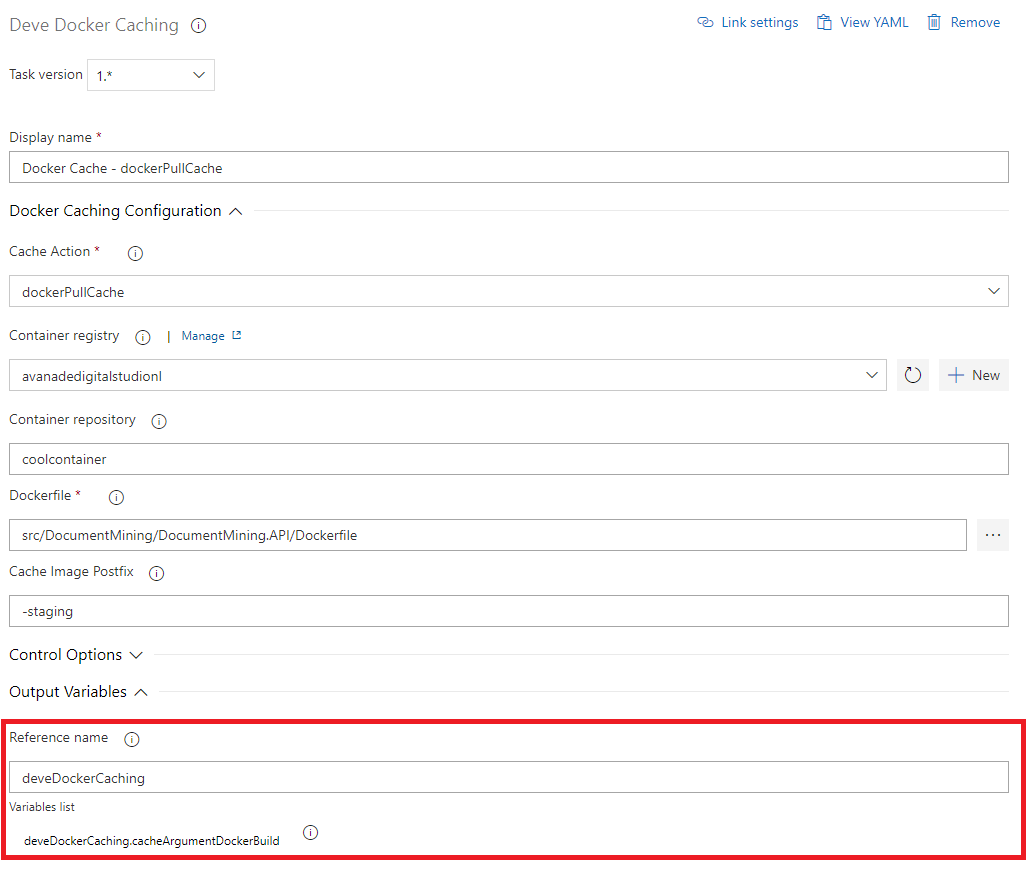 Deve Docker Caching
Link settings View YAML Remove
Task version 1.*
Display name *
Docker Cache - dockerPullCache
Docker Caching Configuration
Cache Action *
dockerPullCache
Container registry | Manage
avanadedigitalstudionl
New
Container repository
coolcontainer
Dockerfile *
src/DocumentMining/DocumentMining.API/Dockerfile
...
Cache Image Postfix
-staging
Control Options
Output Variables
Reference name
deveDockerCaching
Variables list
deveDockerCaching.cacheArgumentDockerBuild